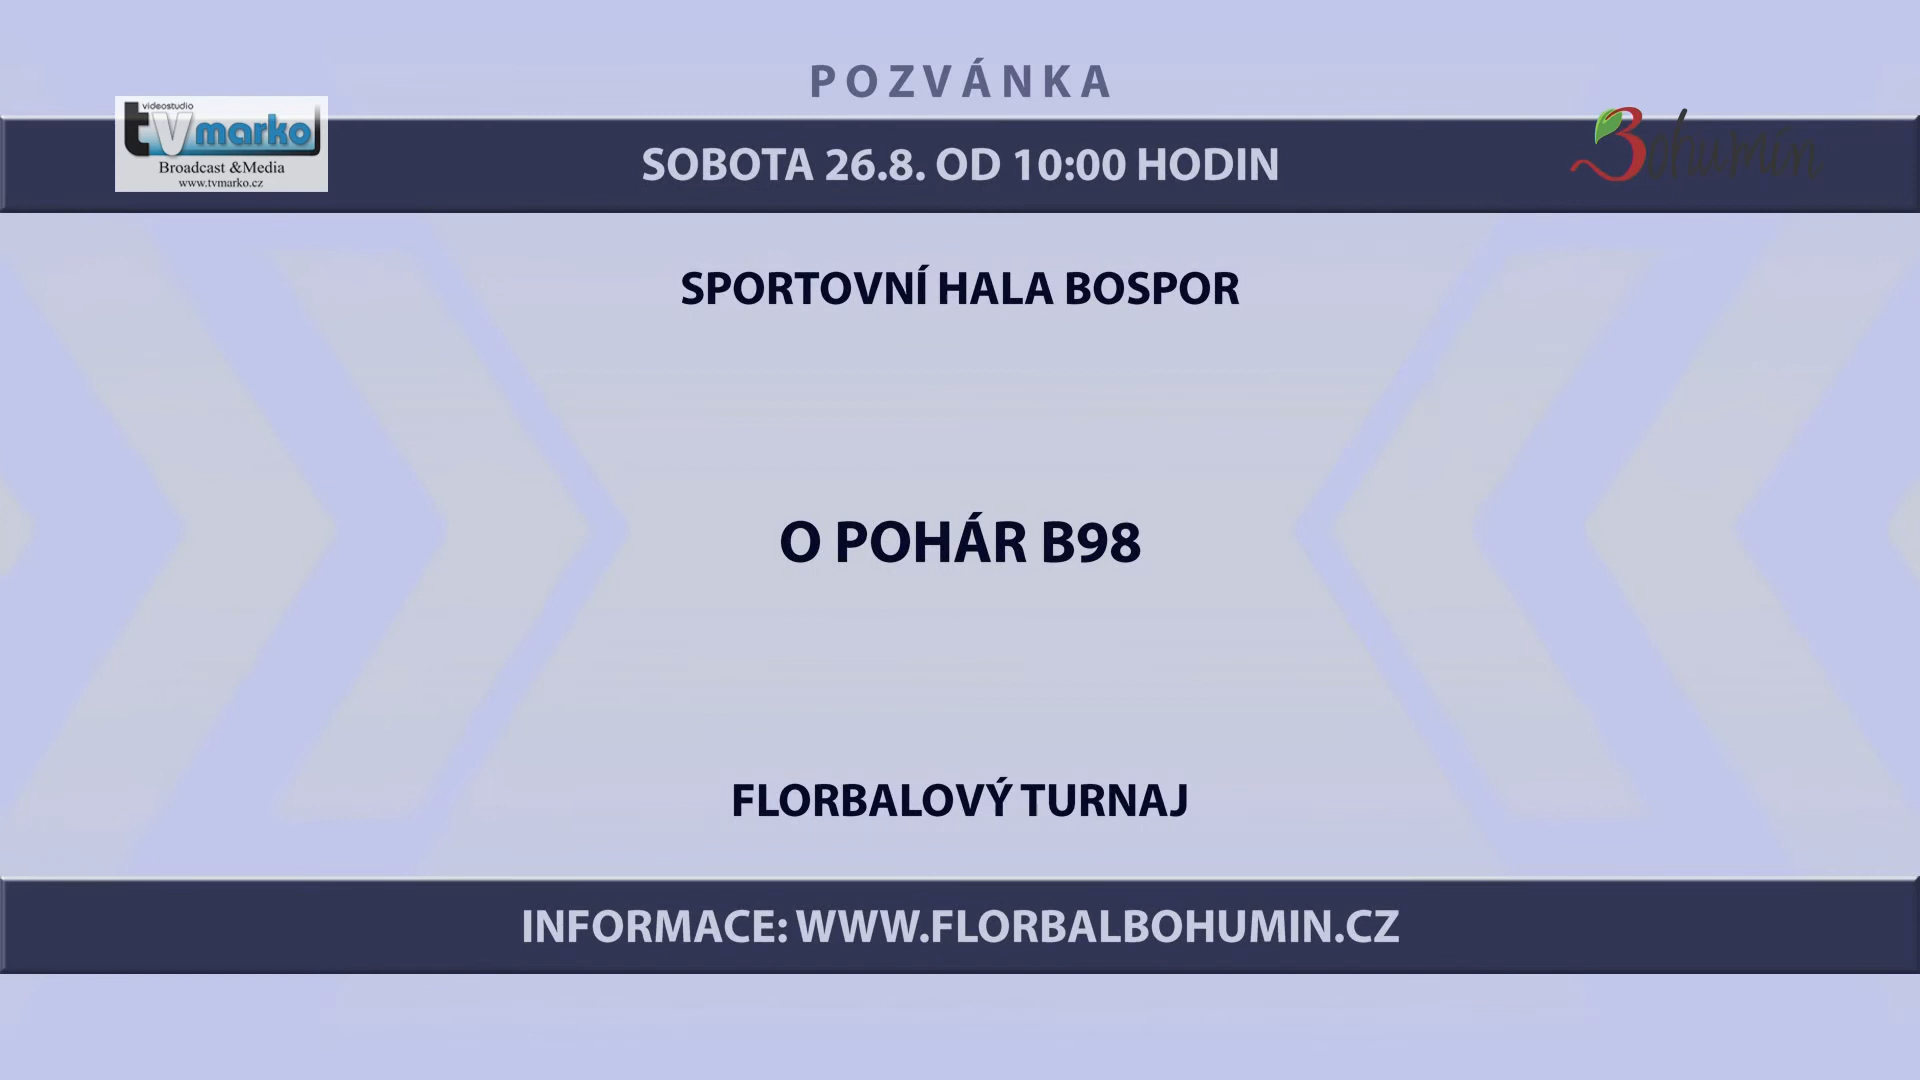 POZVÁNKA
videostudio
tvmarko
Broadcast &Media
www.tvmarko.cz
SOBOTA 26.8. OD 10:00 HODIN
Bohumín
SPORTOVNÍ HALA BOSPOR
O POHÁR B98
FLORBALOVÝ TURNAJ
INFORMACE: WWW.FLORBALBOHUMIN.CZ